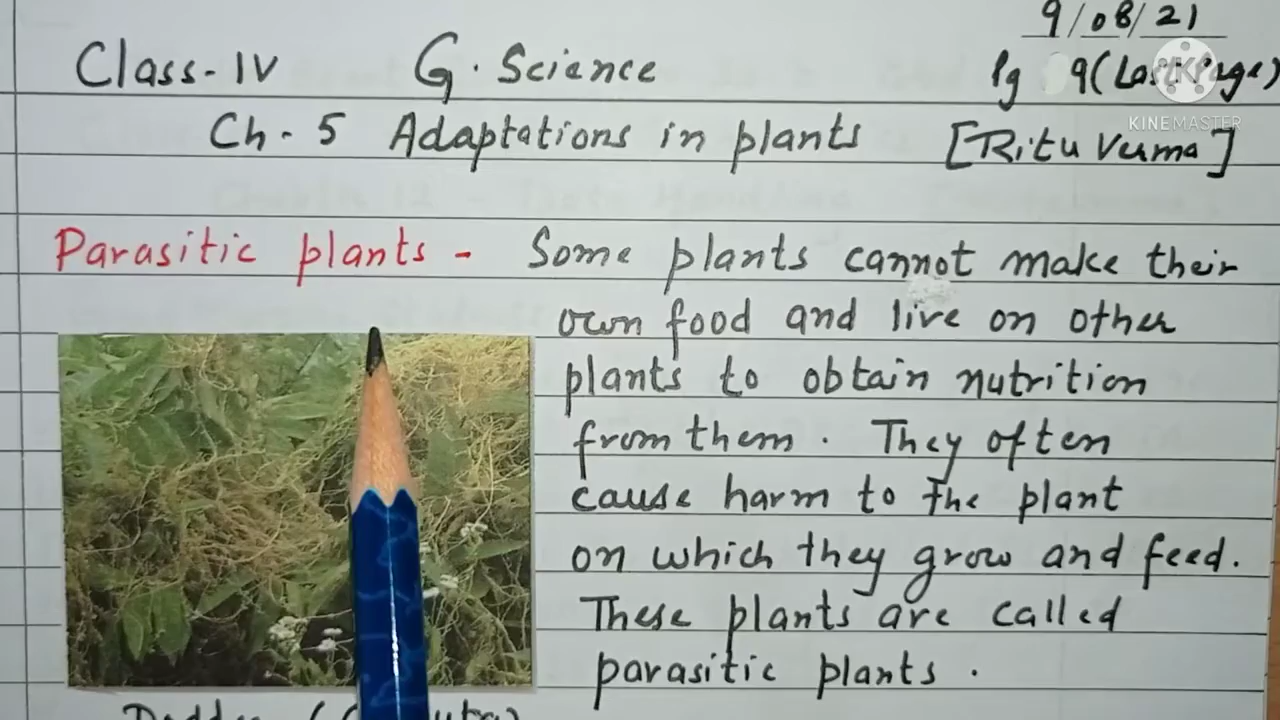 9/08/21
Class-IV G. Science Pg 9 (Last Page)
KINEMASTER
Ch-5 Adaptations in plants [Ritu Verma]
Parasitic plants - Some plants cannot make their
own food and live on other
plants to obtain nutrition
from them. They often
cause harm to the plant
on which they grow and feed.
These plants are called
parasitic plants.